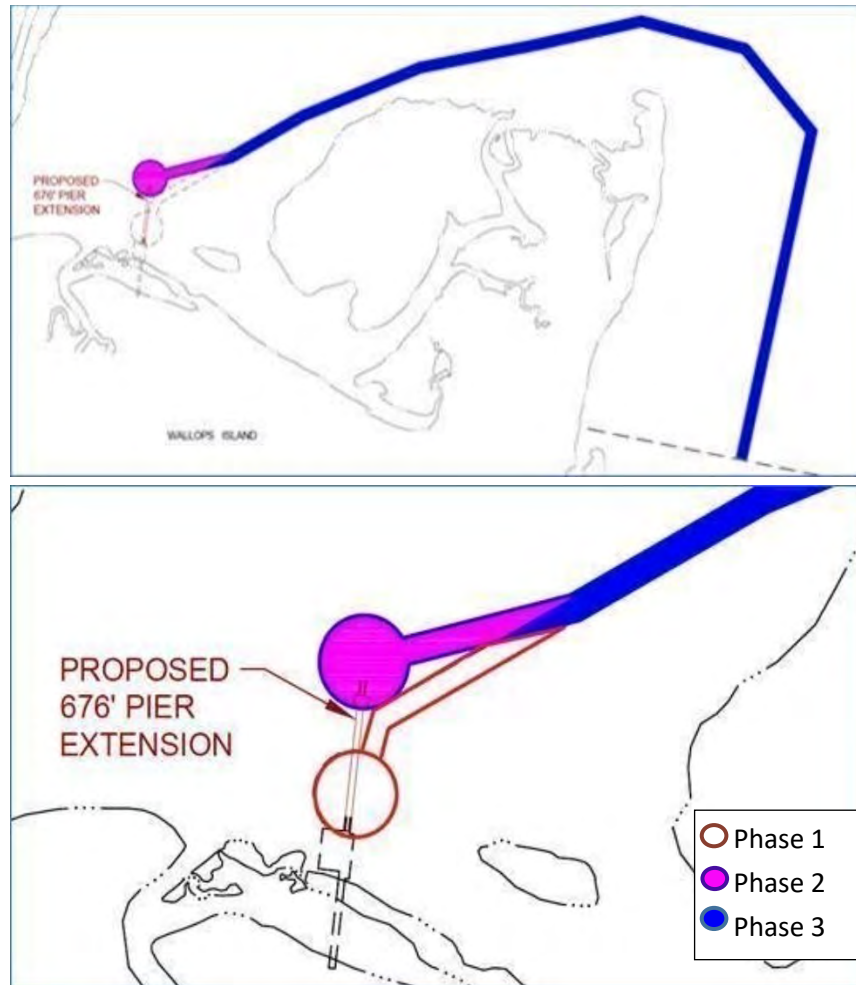 PROPOSED
676' PIER
EXTENSION
WALLOPS ISLAND
PROPOSED
676' PIER
EXTENSION
Phase 1
Phase 2
Phase 3